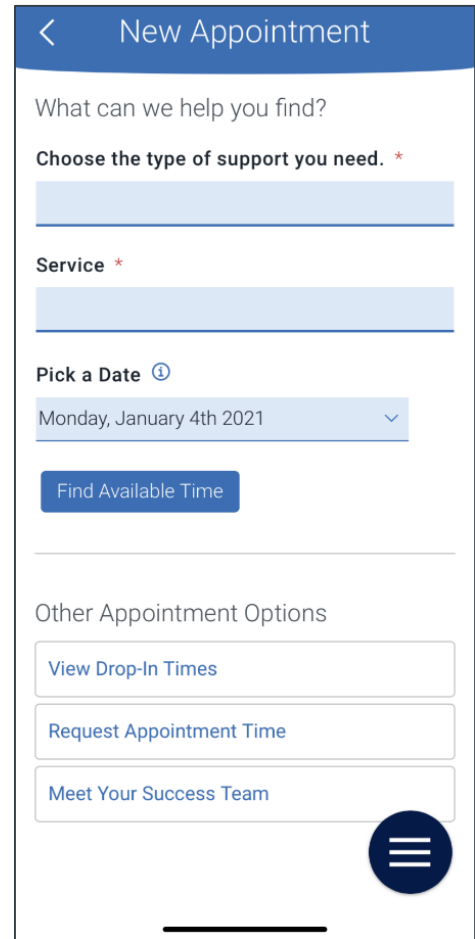 New Appointment
What can we help you find?
Choose the type of support you need. *
Service *
Pick a Date
Monday, January 4th 2021
Find Available Time
Other Appointment Options
View Drop-In Times
Request Appointment Time
Meet Your Success Team